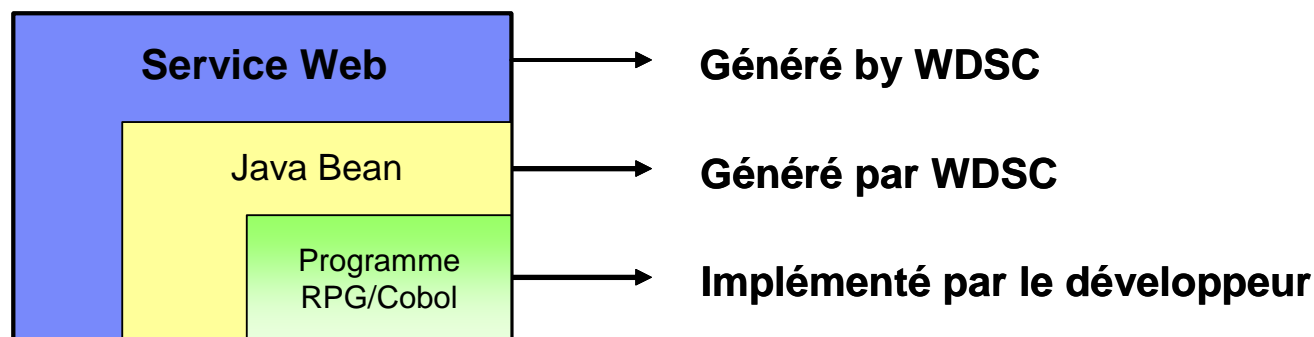 Service Web
Généré by WDSC
Java Bean
Généré par WDSC
Programme
RPG/Cobol
Implémenté par le développeur